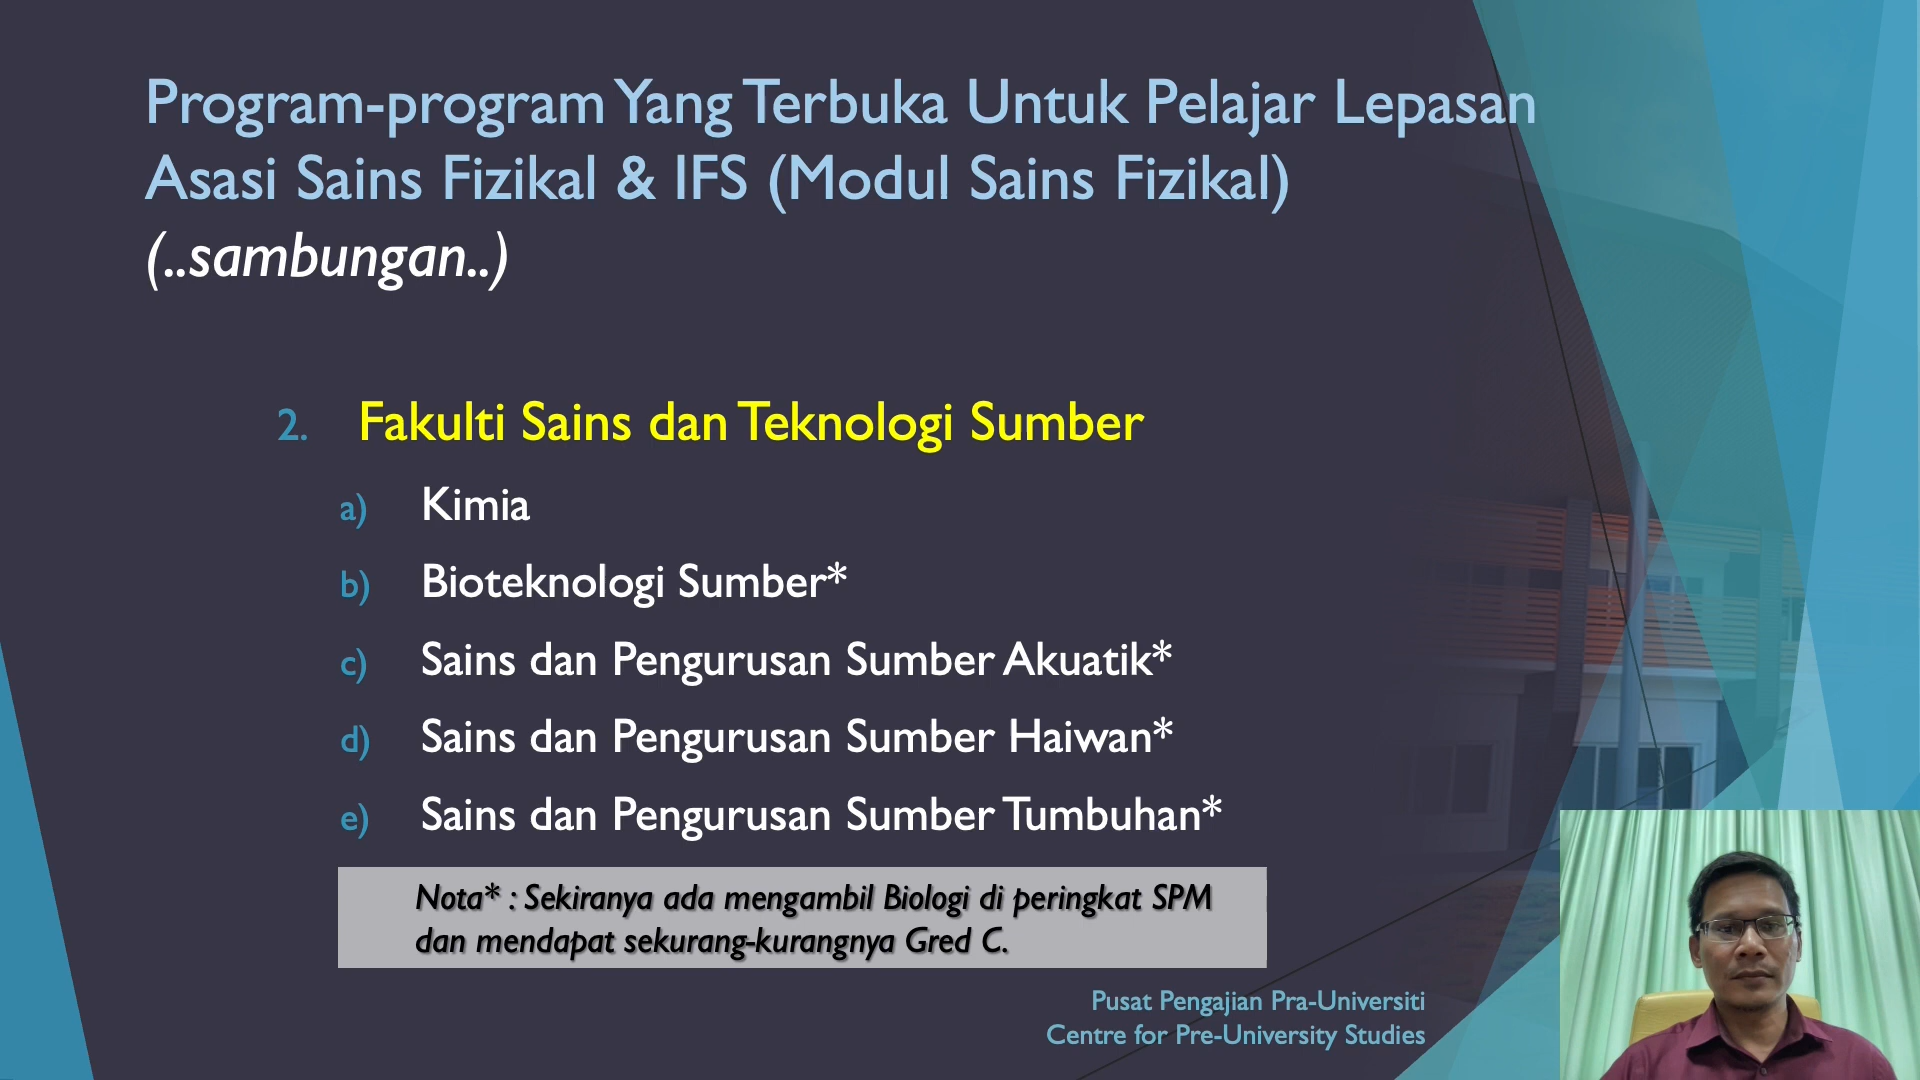 Program-program Yang Terbuka Untuk Pelajar Lepasan
Asasi Sains Fizikal & IFS (Modul Sains Fizikal)
(..sambungan..)
2. Fakulti Sains dan Teknologi Sumber
a) Kimia
b) Bioteknologi Sumber*
c) Sains dan Pengurusan Sumber Akuatik*
d) Sains dan Pengurusan Sumber Haiwan*
e) Sains dan Pengurusan Sumber Tumbuhan*
Nota* : Sekiranya ada mengambil Biologi di peringkat SPM
dan mendapat sekurang-kurangnya Gred C.
Pusat Pengajian Pra-Universiti
Centre for Pre-University Studies